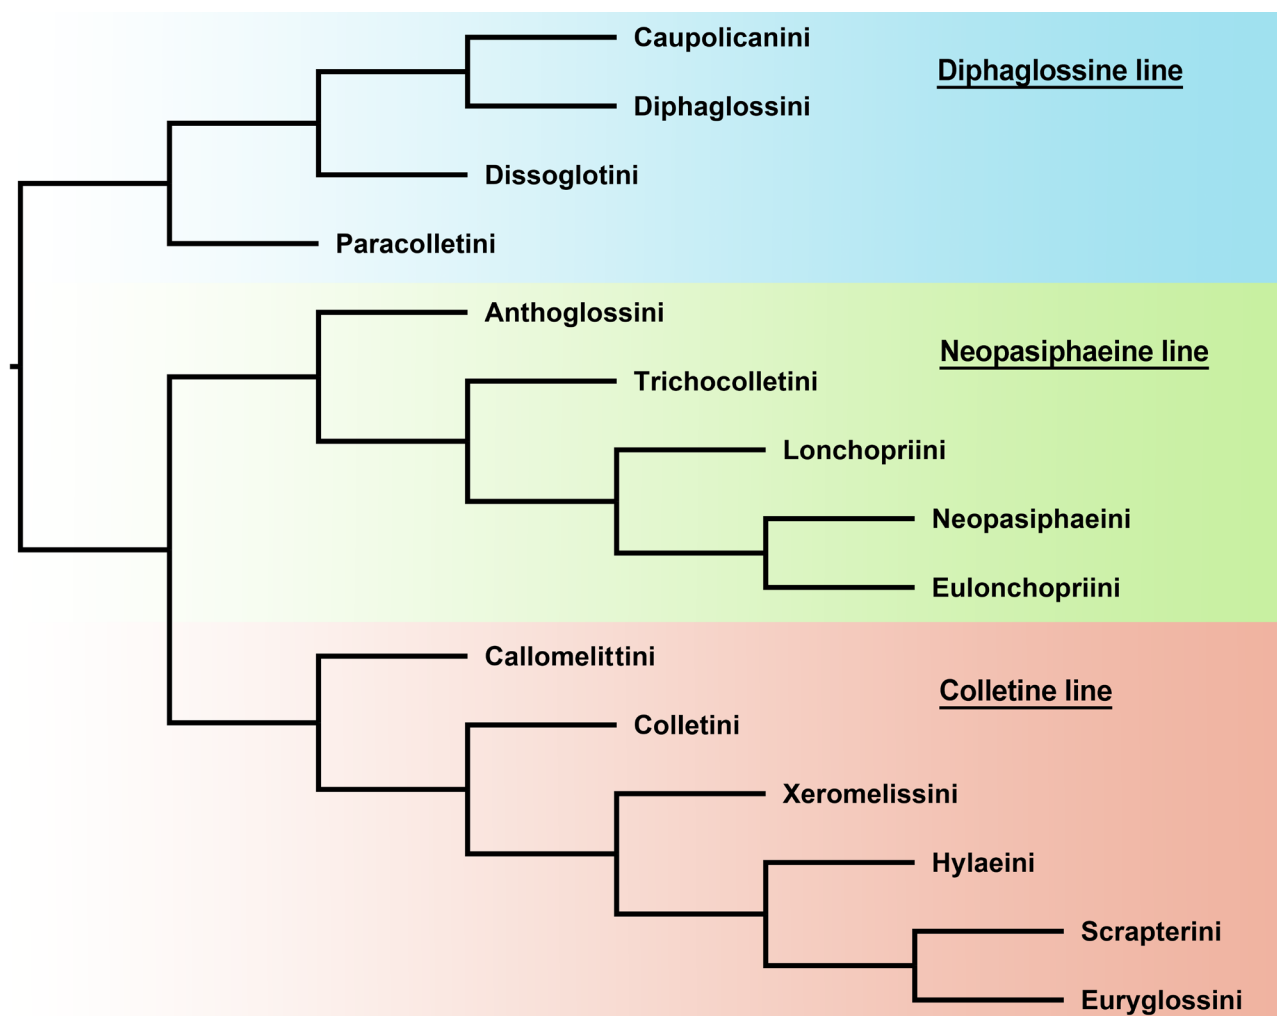 Caupolicanini
Diphaglossine line
Diphaglossini
Dissoglotini
Paracolletini
Anthoglossini
Neopasiphaeine line
Trichocolletini
Lonchopriini
Neopasiphaeini
Eulonchopriini
Callomelittini
Colletine line
Colletini
Xeromelissini
Hylaeini
Scrapterini
Euryglossini